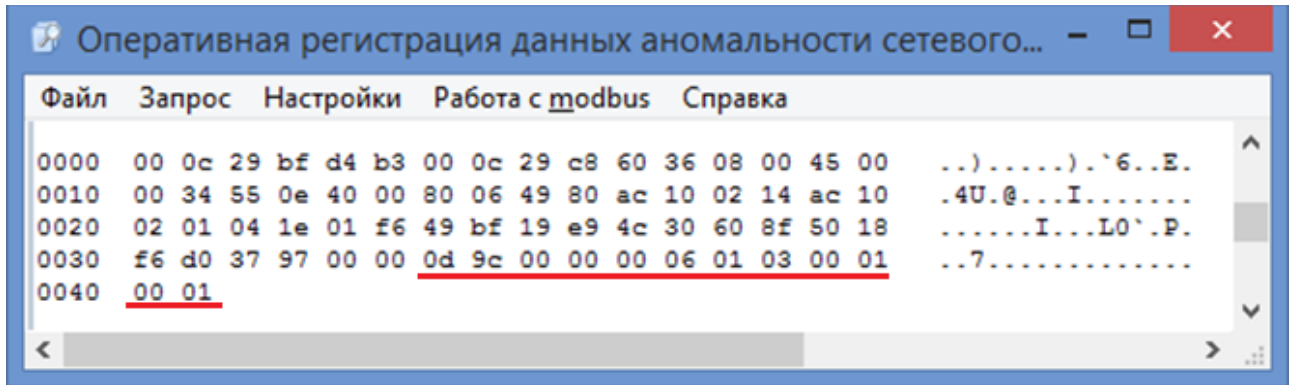 Оперативная регистрация данных аномальности сетевого...
Файл Запрос Настройки Работа с modbus Справка
0000 00 0c 29 bf d4 b3 00 0c 29 c8 60 36 08 00 45 00 ..).....).`6..E.
0010 00 34 55 0e 40 00 80 06 49 80 ac 10 02 14 ac 10 .4U.@...I.......
0020 02 01 04 1e 01 f6 49 bf 19 e9 4c 30 60 8f 50 18 ......I...L0`.P.
0030 f6 d0 37 97 00 00 0d 9c 00 00 00 06 01 03 00 01 ..7.............
0040 00 01